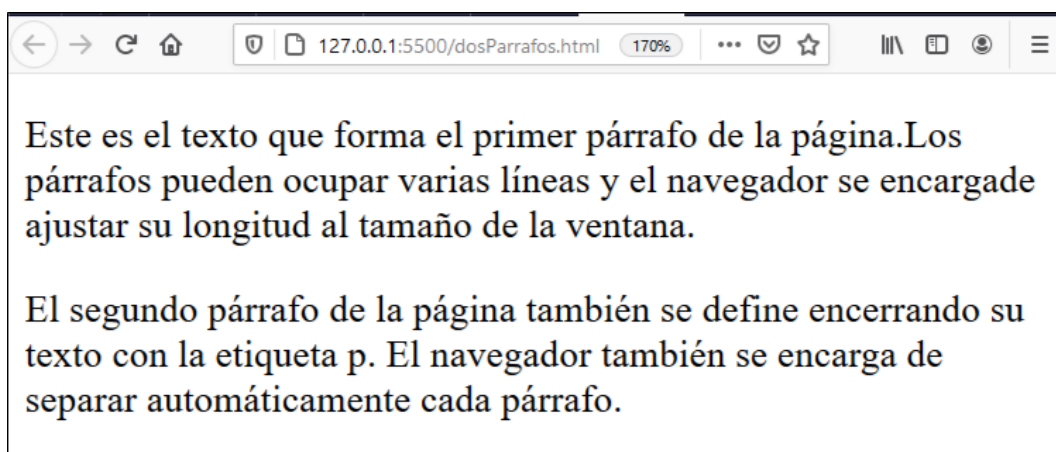 127.0.0.1:5500/dosParrafos.html 170%
Este es el texto que forma el primer párrafo de la página.Los
párrafos pueden ocupar varias líneas y el navegador se encargade
ajustar su longitud al tamaño de la ventana.
El segundo párrafo de la página también se define encerrando su
texto con la etiqueta p. El navegador también se encarga de
separar automáticamente cada párrafo.